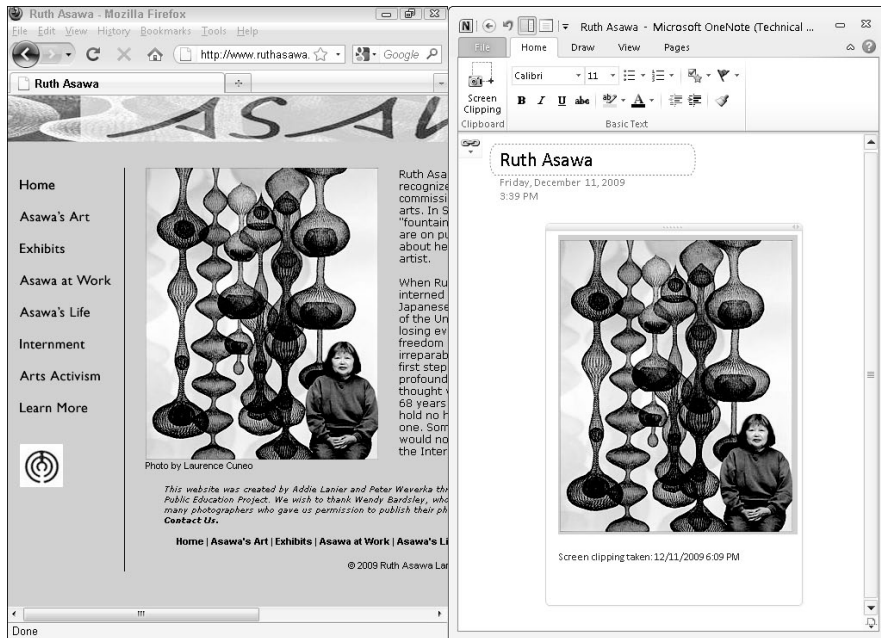 Ruth Asawa - Mozilla Firefox
File Edit View History Bookmarks Tools Help
http://www.ruthasawa.
Google
Ruth Asawa
ASAW
Home
Asawa's Art
Exhibits
Asawa at Work
Asawa's Life
Internment
Arts Activism
Learn More
Ruth Asa
recognize
commissi
arts. In S
"fountain
are on pu
about he
artist.
When Ru
interned
Japanese
of the Un
losing ev
freedom
irreparab
first step
profound
thought v
68 years
hold no h
one. Som
would no
the Inter
Photo by Laurence Cuneo
This website was created by Addie Lanier and Peter Weverka thr
Public Education Project. We wish to thank Wendy Bardsley, who
many photographers who gave us permission to publish their ph
Contact Us.
Home | Asawa's Art | Exhibits | Asawa at Work | Asawa's Li
© 2009 Ruth Asawa Lan
Done
Ruth Asawa - Microsoft OneNote (Technical ...
File Home Draw View Pages
Screen
Clipping
Clipboard
Calibri 11
B I U abc ab A
Basic Text
Ruth Asawa
Friday, December 11, 2009
3:39 PM
Screen clipping taken: 12/11/2009 6:09 PM